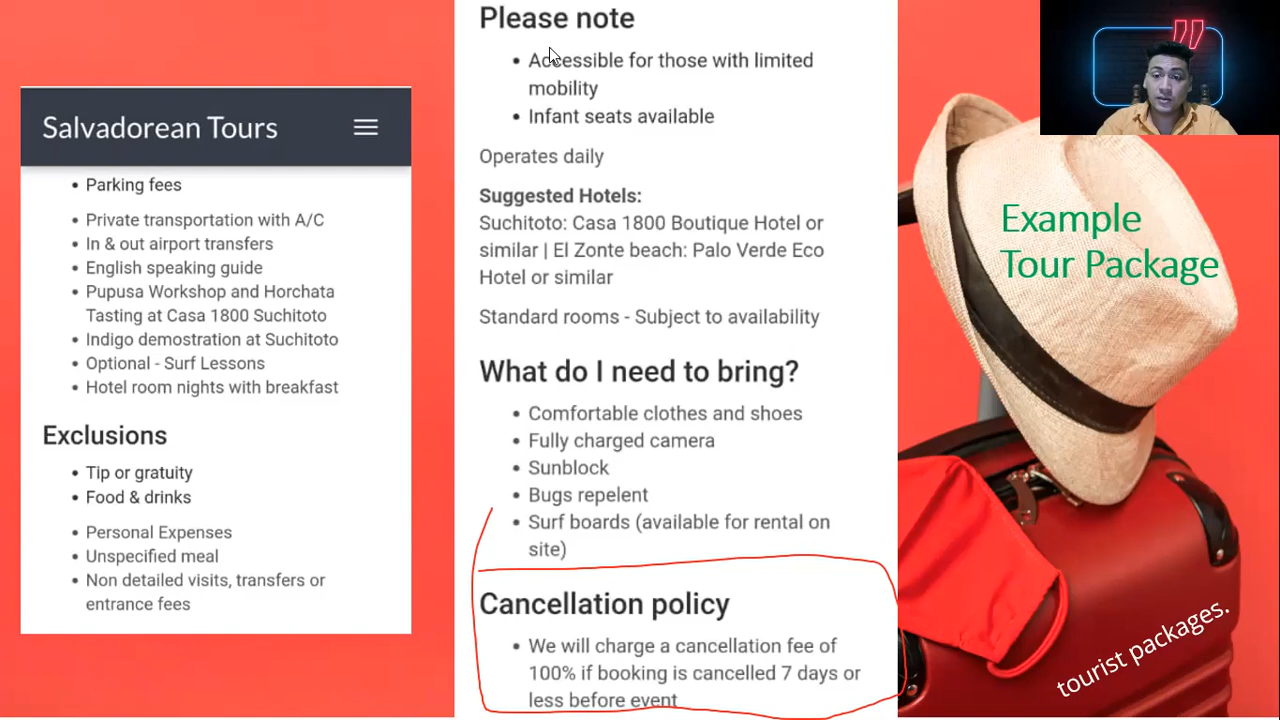 Salvadorean Tours
Parking fees
Private transportation with A/C
In & out airport transfers
English speaking guide
Pupusa Workshop and Horchata
Tasting at Casa 1800 Suchitoto
Indigo demostration at Suchitoto
Optional - Surf Lessons
Hotel room nights with breakfast
Exclusions
Tip or gratuity
Food & drinks
Personal Expenses
Unspecified meal
Non detailed visits, transfers or
entrance fees
Please note
Accessible for those with limited
mobility
Infant seats available
Operates daily
Suggested Hotels:
Suchitoto: Casa 1800 Boutique Hotel or
similar | El Zonte beach: Palo Verde Eco
Hotel or similar
Standard rooms - Subject to availability
What do I need to bring?
Comfortable clothes and shoes
Fully charged camera
Sunblock
Bugs repelent
Surf boards (available for rental on
site)
Cancellation policy
We will charge a cancellation fee of
100% if booking is cancelled 7 days or
less before event
Example
Tour Package
tourist packages.